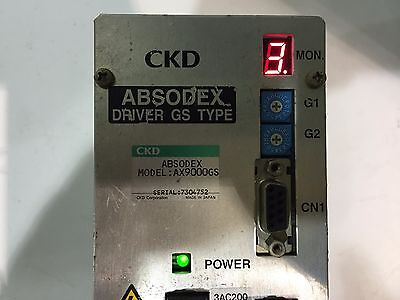 CKD
3.
MON.
ABSODEX
DRIVER GS TYPE
G1
G2
CKD
ABSODEX
MODEL:AX9000GS
SERIAL:7304752
CKD Corporation MADE IN JAPAN
CN1
POWER
3AC200